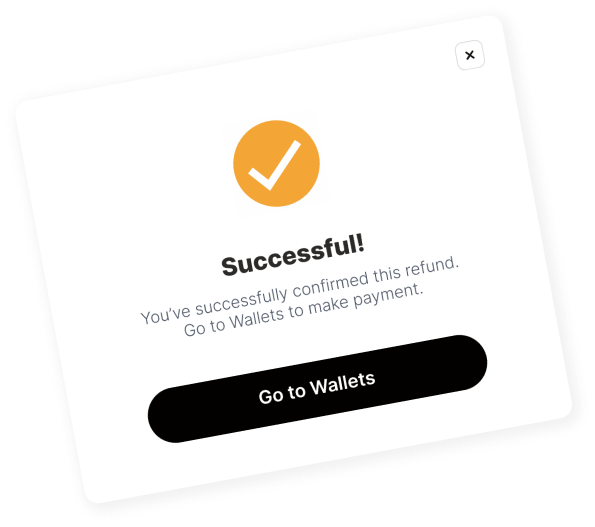 Successful!
You’ve successfully confirmed this refund.
Go to Wallets to make payment.
Go to Wallets